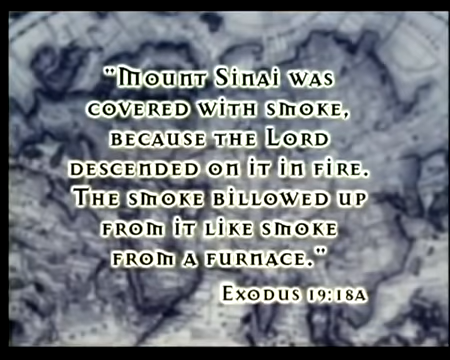 "Mount Sinai was
covered with smoke,
because the Lord
descended on it in fire.
The smoke billowed up
from it like smoke
from a furnace."
Exodus 19:18a